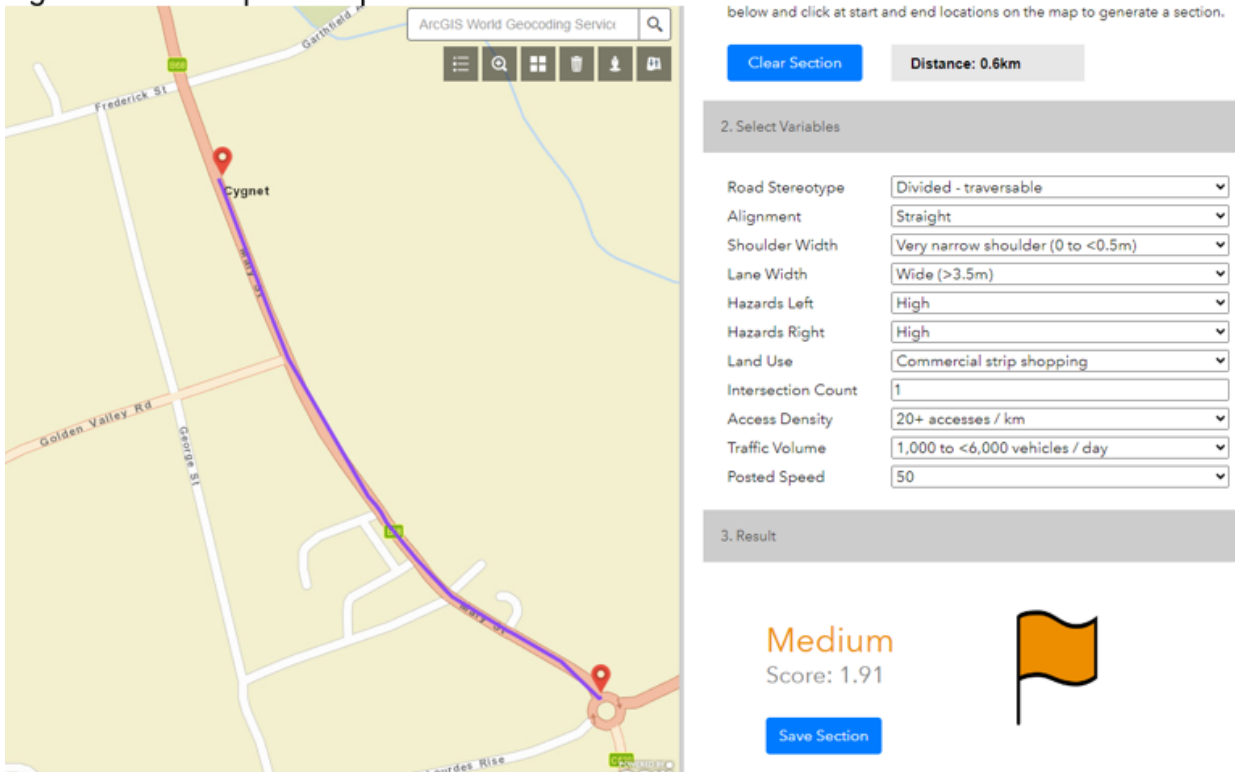 ArcGIS World Geocoding Service
Garthfield
B68
Frederick St
Cygnet
Mary St
Golden Valley Rd
George St
Mary St
Rise
below and click at start and end locations on the map to generate a section.
Clear Section
Distance: 0.6km
2. Select Variables
Road Stereotype Divided - traversable
Alignment Straight
Shoulder Width Very narrow shoulder (0 to <0.5m)
Lane Width Wide (>3.5m)
Hazards Left High
Hazards Right High
Land Use Commercial strip shopping
Intersection Count 1
Access Density 20+ accesses / km
Traffic Volume 1,000 to <6,000 vehicles / day
Posted Speed 50
3. Result
Medium
Score: 1.91
Save Section